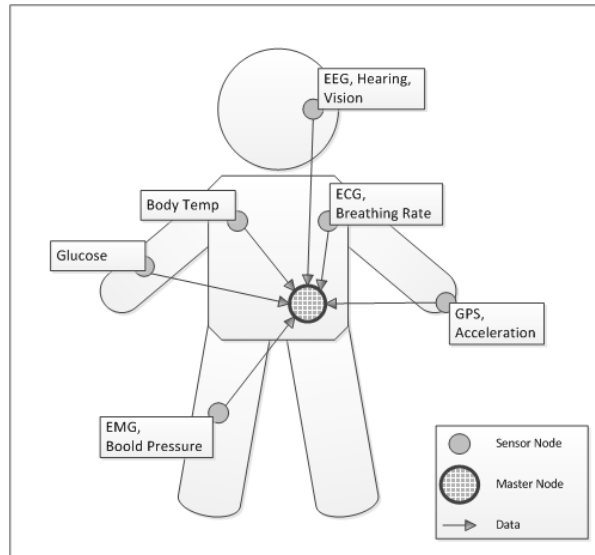 EEG, Hearing,
Vision
Body Temp
ECG,
Breathing Rate
Glucose
GPS,
Acceleration
EMG,
Boold Pressure
Sensor Node
Master Node
Data